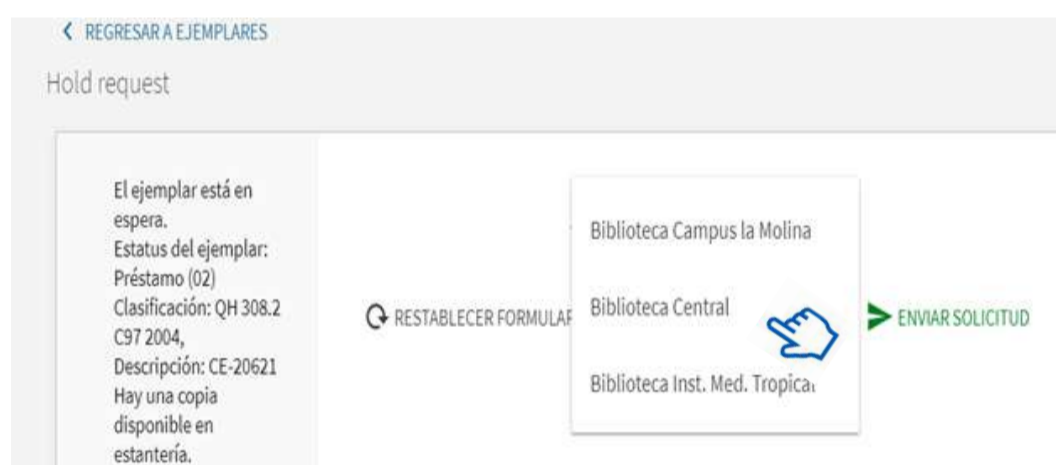 REGRESAR A EJEMPLARES
Hold request
El ejemplar está en
espera.
Estatus del ejemplar:
Préstamo (02)
Clasificación: QH 308.2
C97 2004,
Descripción: CE-20621
Hay una copia
disponible en
estantería.
RESTABLECER FORMULAR
Biblioteca Campus la Molina
Biblioteca Central
Biblioteca Inst. Med. Tropical
ENVIAR SOLICITUD